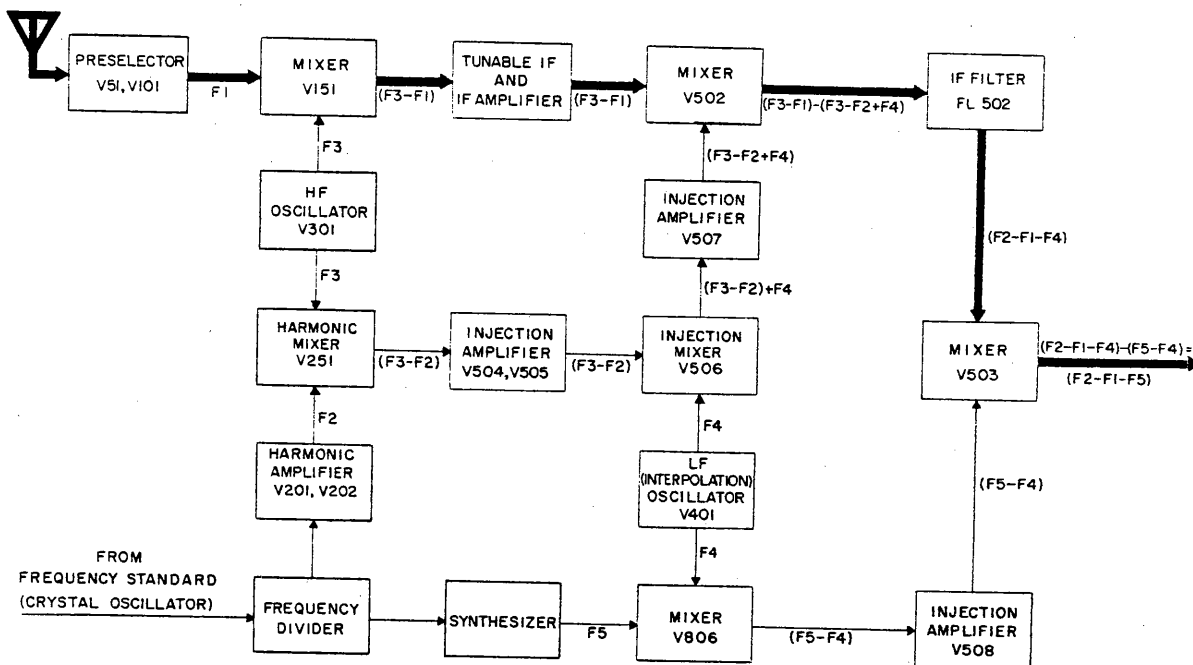 PRESELECTOR
V51, V101
F1
MIXER
V151
(F3-F1)
TUNABLE IF
AND
IF AMPLIFIER
(F3-F1)
MIXER
V502
(F3-F1)-(F3-F2+F4)
IF FILTER
FL 502
F3
(F3-F2+F4)
HF
OSCILLATOR
V301
INJECTION
AMPLIFIER
V507
(F2-F1-F4)
F3
(F3-F2)+F4
HARMONIC
MIXER
V251
(F3-F2)
INJECTION
AMPLIFIER
V504, V505
(F3-F2)
INJECTION
MIXER
V506
MIXER
V503
(F2-F1-F4)-(F5-F4)=
(F2-F1-F5)
F2
F4
HARMONIC
AMPLIFIER
V201, V202
LF
(INTERPOLATION)
OSCILLATOR
V401
(F5-F4)
F4
FROM
FREQUENCY STANDARD
(CRYSTAL OSCILLATOR)
FREQUENCY
DIVIDER
SYNTHESIZER
F5
MIXER
V806
(F5-F4)
INJECTION
AMPLIFIER
V508